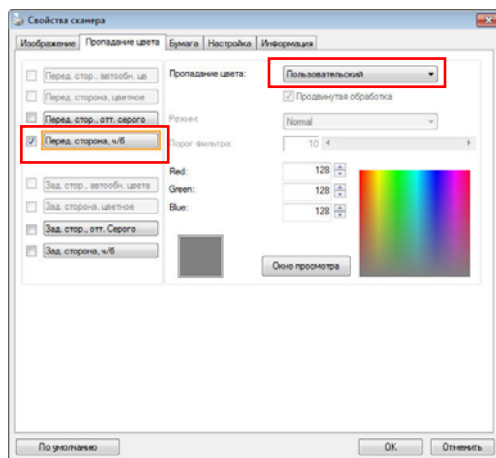 Свойства сканера
Изображение Пропадание цвета Бумага Настройка Информация
Перед. стор., автообн. цв
Перед. сторона, цветное
Перед. стор., отт. серого
Перед. сторона, ч/б
Зад. стор., автообн. цвета
Зад. сторона, цветное
Зад. стор., отт. Серого
Зад. сторона, ч/б
Пропадание цвета: Пользовательский
Продвинутая обработка
Режим: Normal
Порог фильтра: 10
Red: 128
Green: 128
Blue: 128
Окно просмотра
По умолчанию OK Отменить